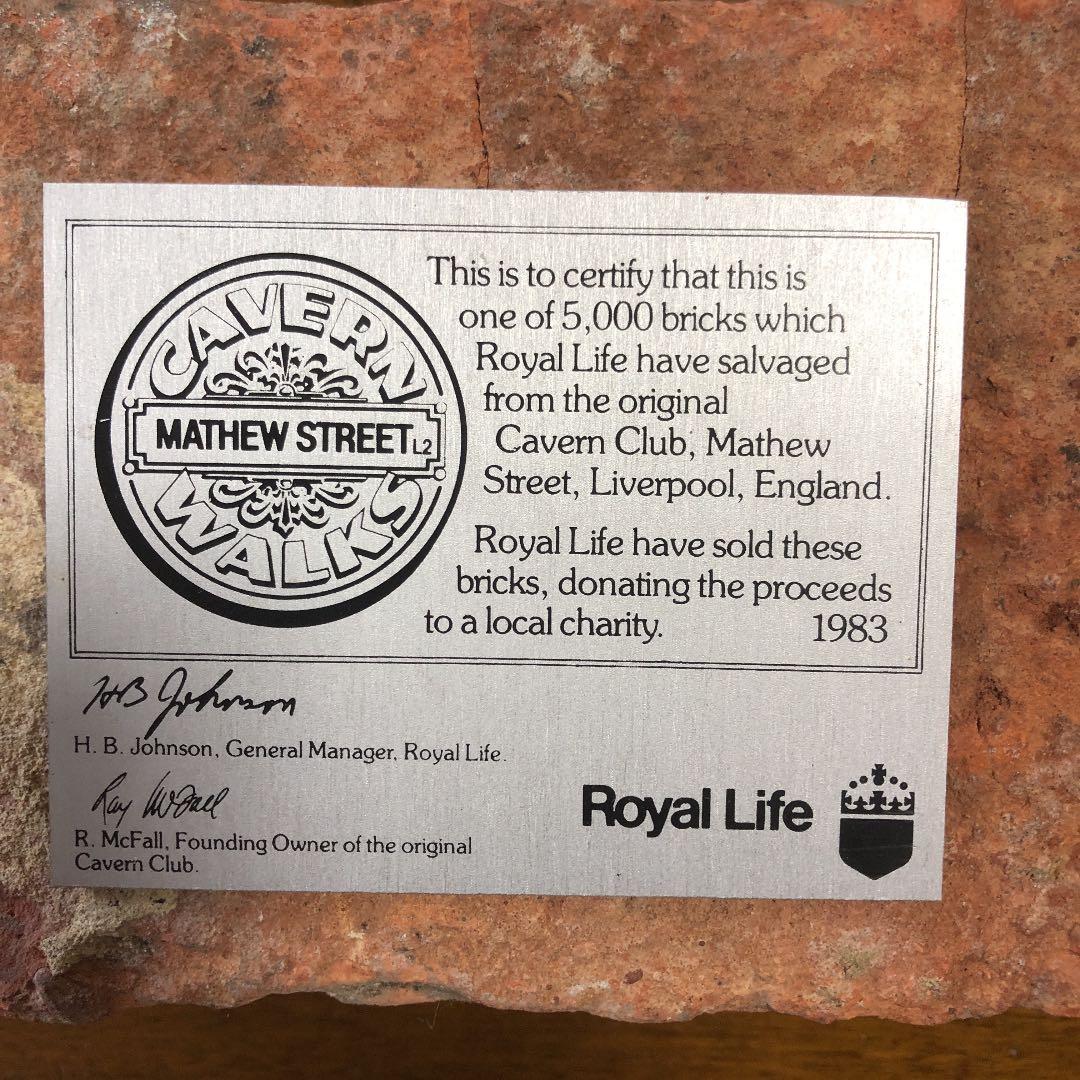 CAVERN
MATHEW STREET L2
WALKS
This is to certify that this is
one of 5,000 bricks which
Royal Life have salvaged
from the original
Cavern Club, Mathew
Street, Liverpool, England.
Royal Life have sold these
bricks, donating the proceeds
to a local charity. 1983
HB Johnson
H. B. Johnson, General Manager, Royal Life.
Ray McFall
R. McFall, Founding Owner of the original
Cavern Club.
Royal Life